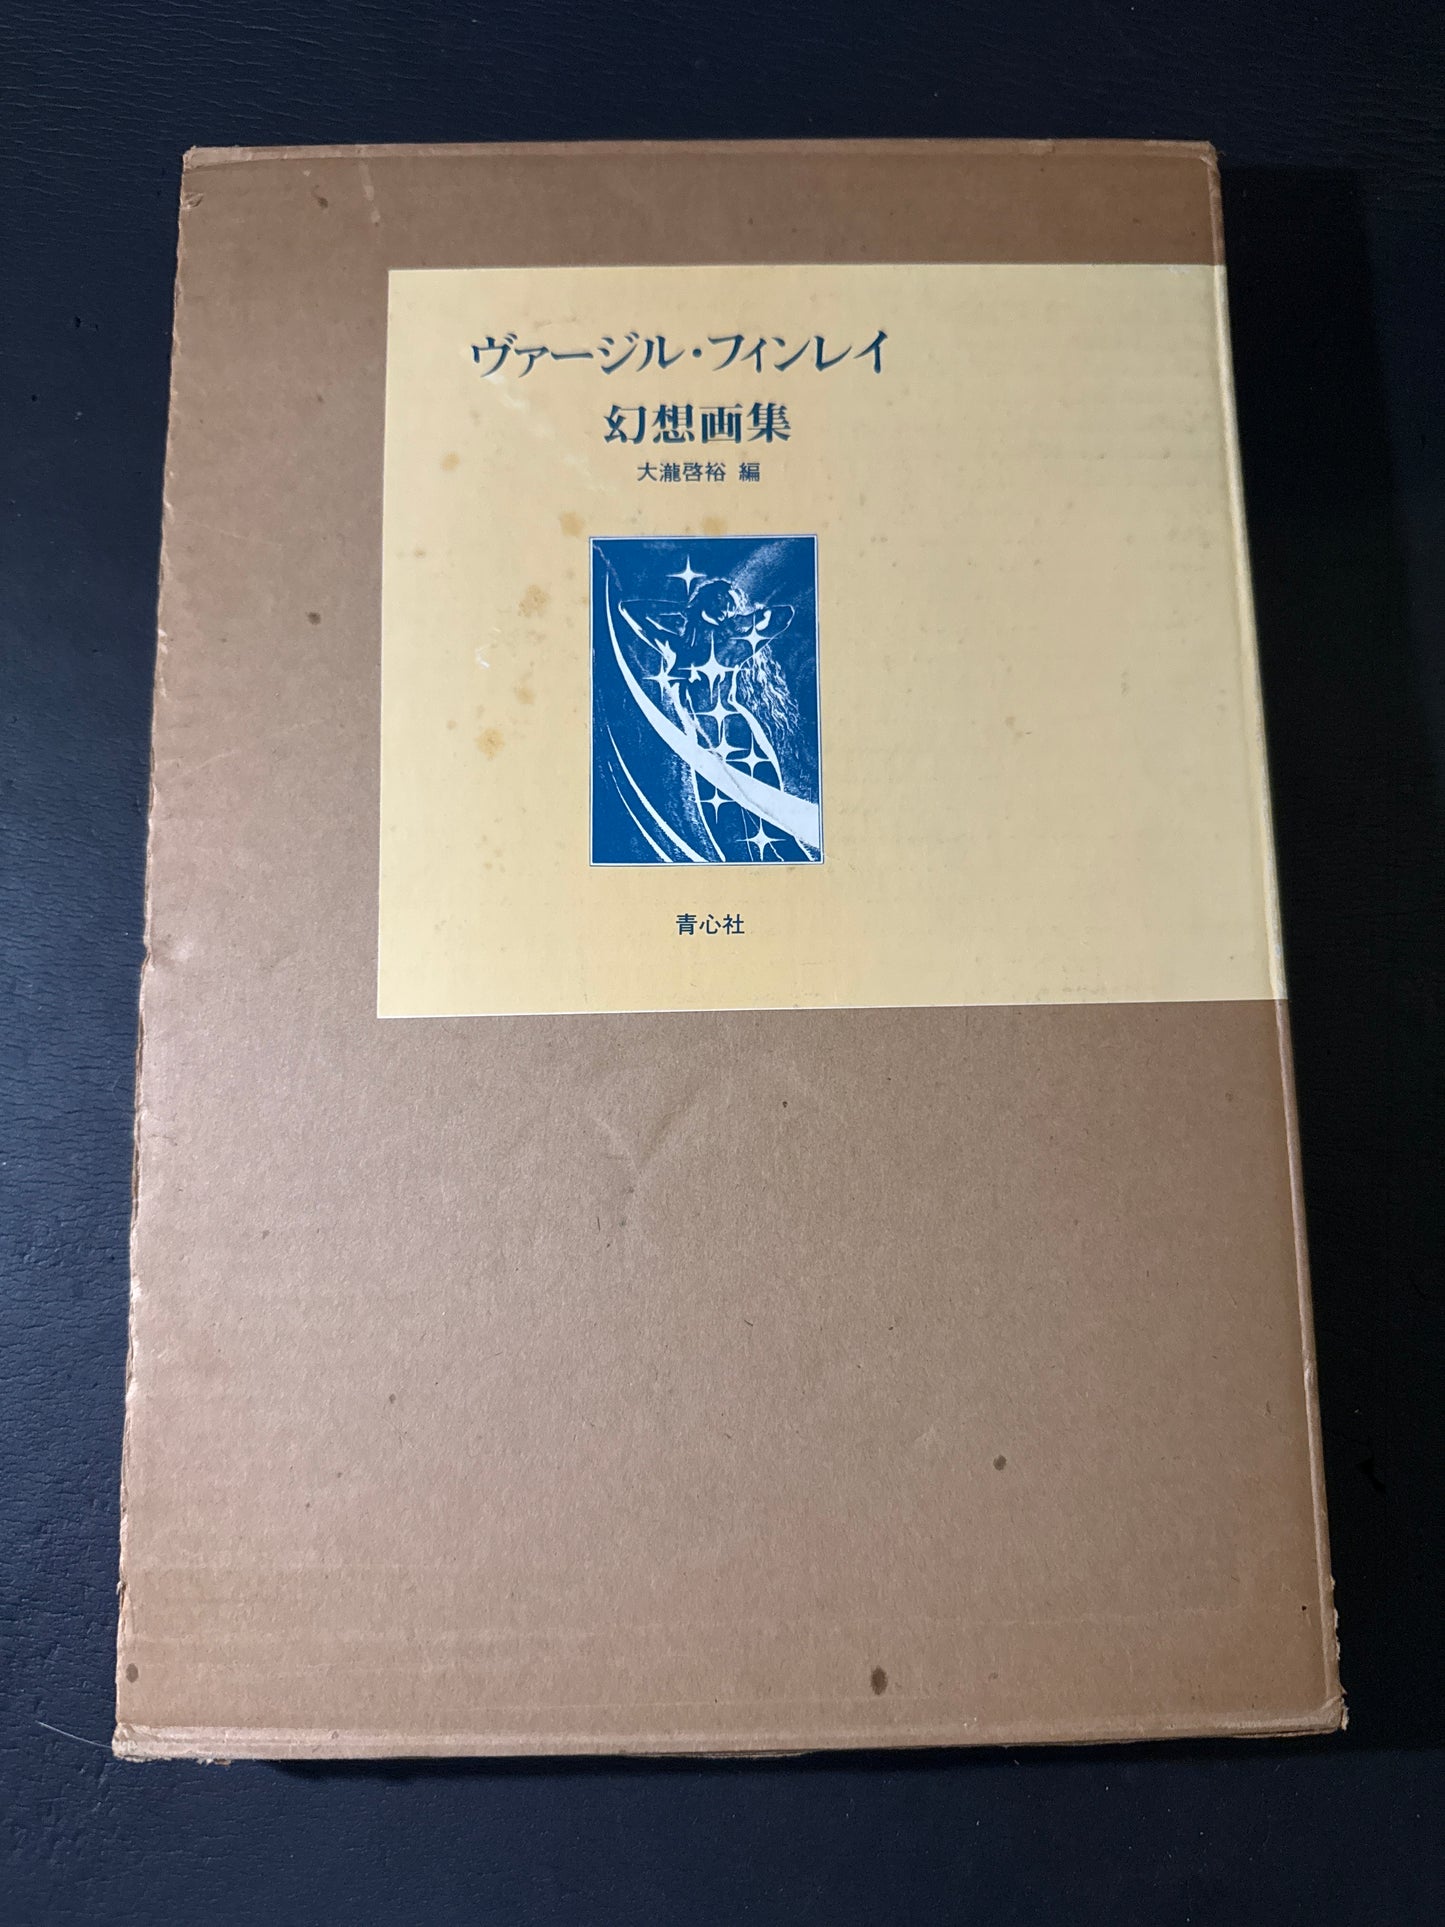 ヴァージル・フィンレイ
幻想画集
大瀧啓裕 編
青心社